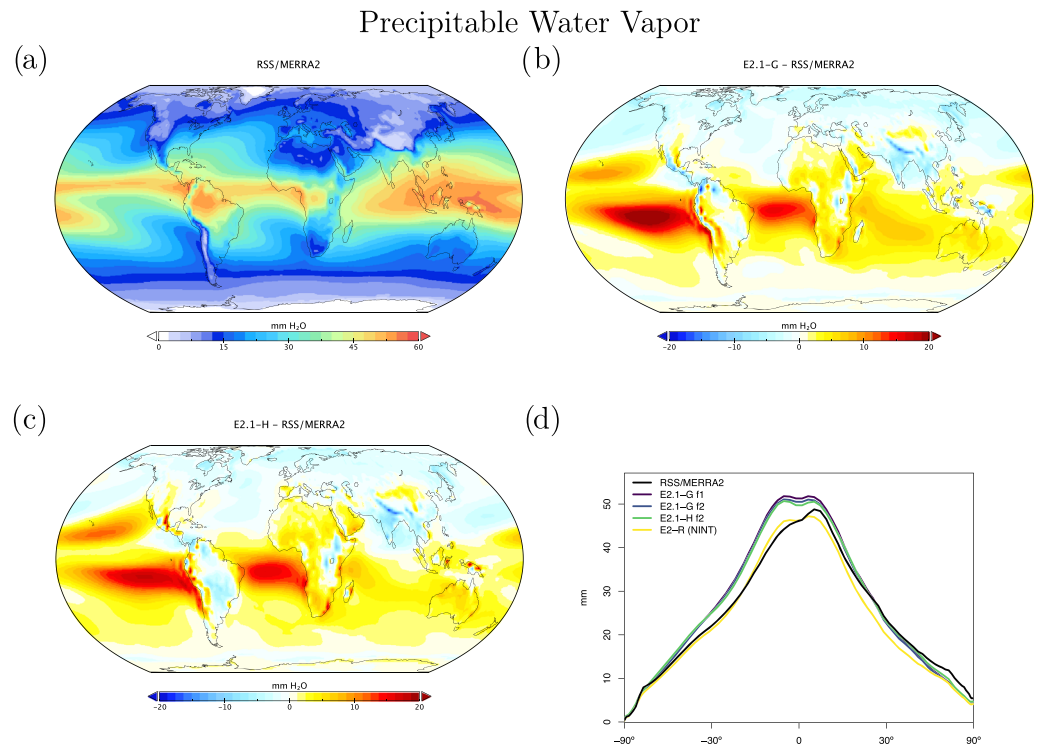 Precipitable Water Vapor
(a)
RSS/MERRA2
mm H₂O
0 15 30 45 60
(b)
E2.1-G - RSS/MERRA2
mm H₂O
-20 -10 0 10 20
(c)
E2.1-H - RSS/MERRA2
mm H₂O
-20 -10 0 10 20
(d)
RSS/MERRA2
E2.1−G f1
E2.1−G f2
E2.1−H f2
E2−R (NINT)
mm
50
40
30
20
10
0
−90° −30° 0 30° 90°